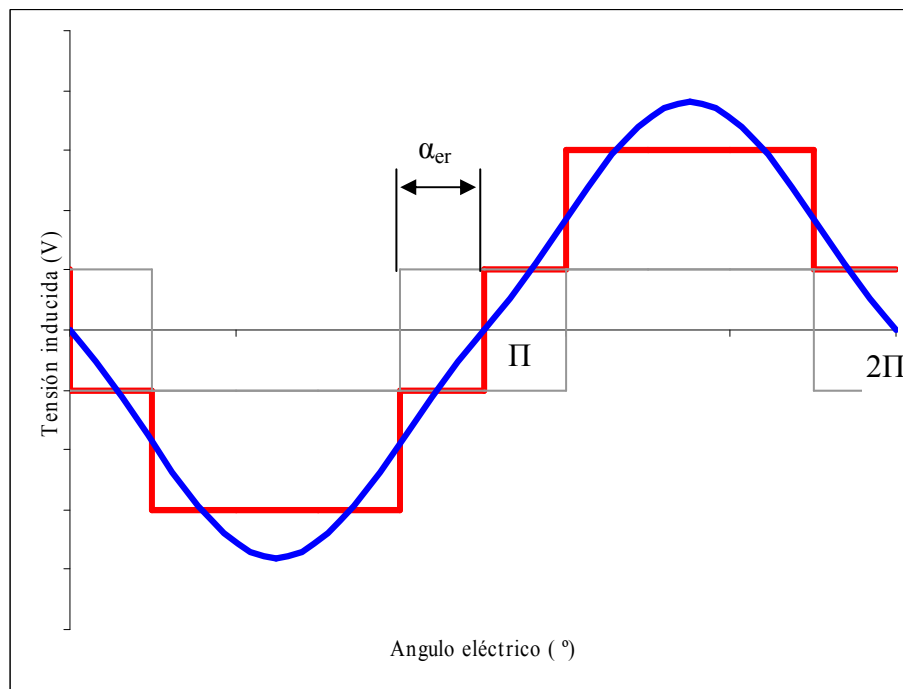 α_er
Tensión inducida (V)
Π
2Π
Angulo eléctrico ( º)